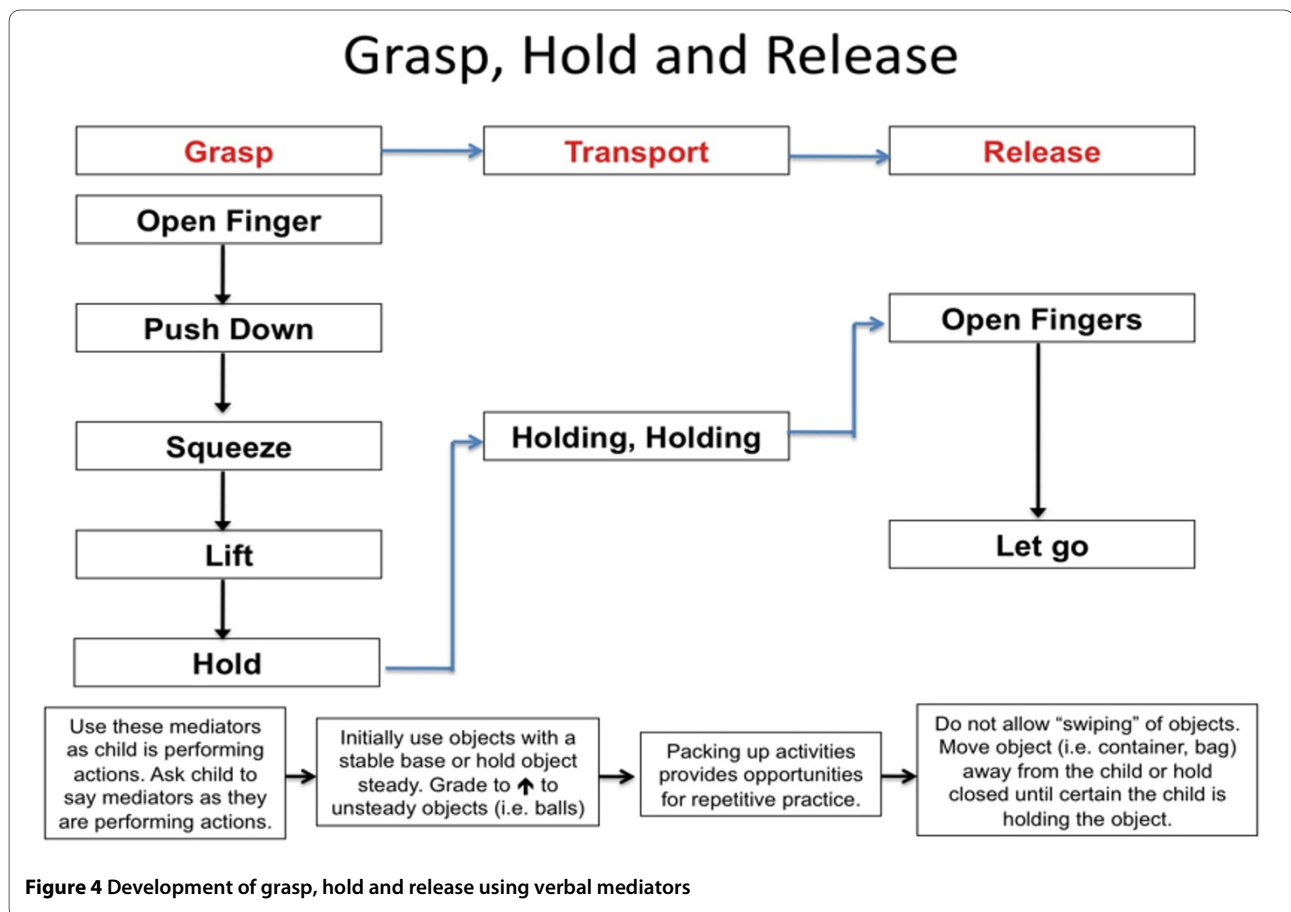 Grasp, Hold and Release
Grasp
Transport
Release
Open Finger
Push Down
Squeeze
Lift
Hold
Holding, Holding
Open Fingers
Let go
Use these mediators
as child is performing
actions. Ask child to
say mediators as they
are performing actions.
Initially use objects with a
stable base or hold object
steady. Grade to ↑ to
unsteady objects (i.e. balls)
Packing up activities
provides opportunities
for repetitive practice.
Do not allow “swiping” of objects.
Move object (i.e. container, bag)
away from the child or hold
closed until certain the child is
holding the object.
Figure 4 Development of grasp, hold and release using verbal mediators